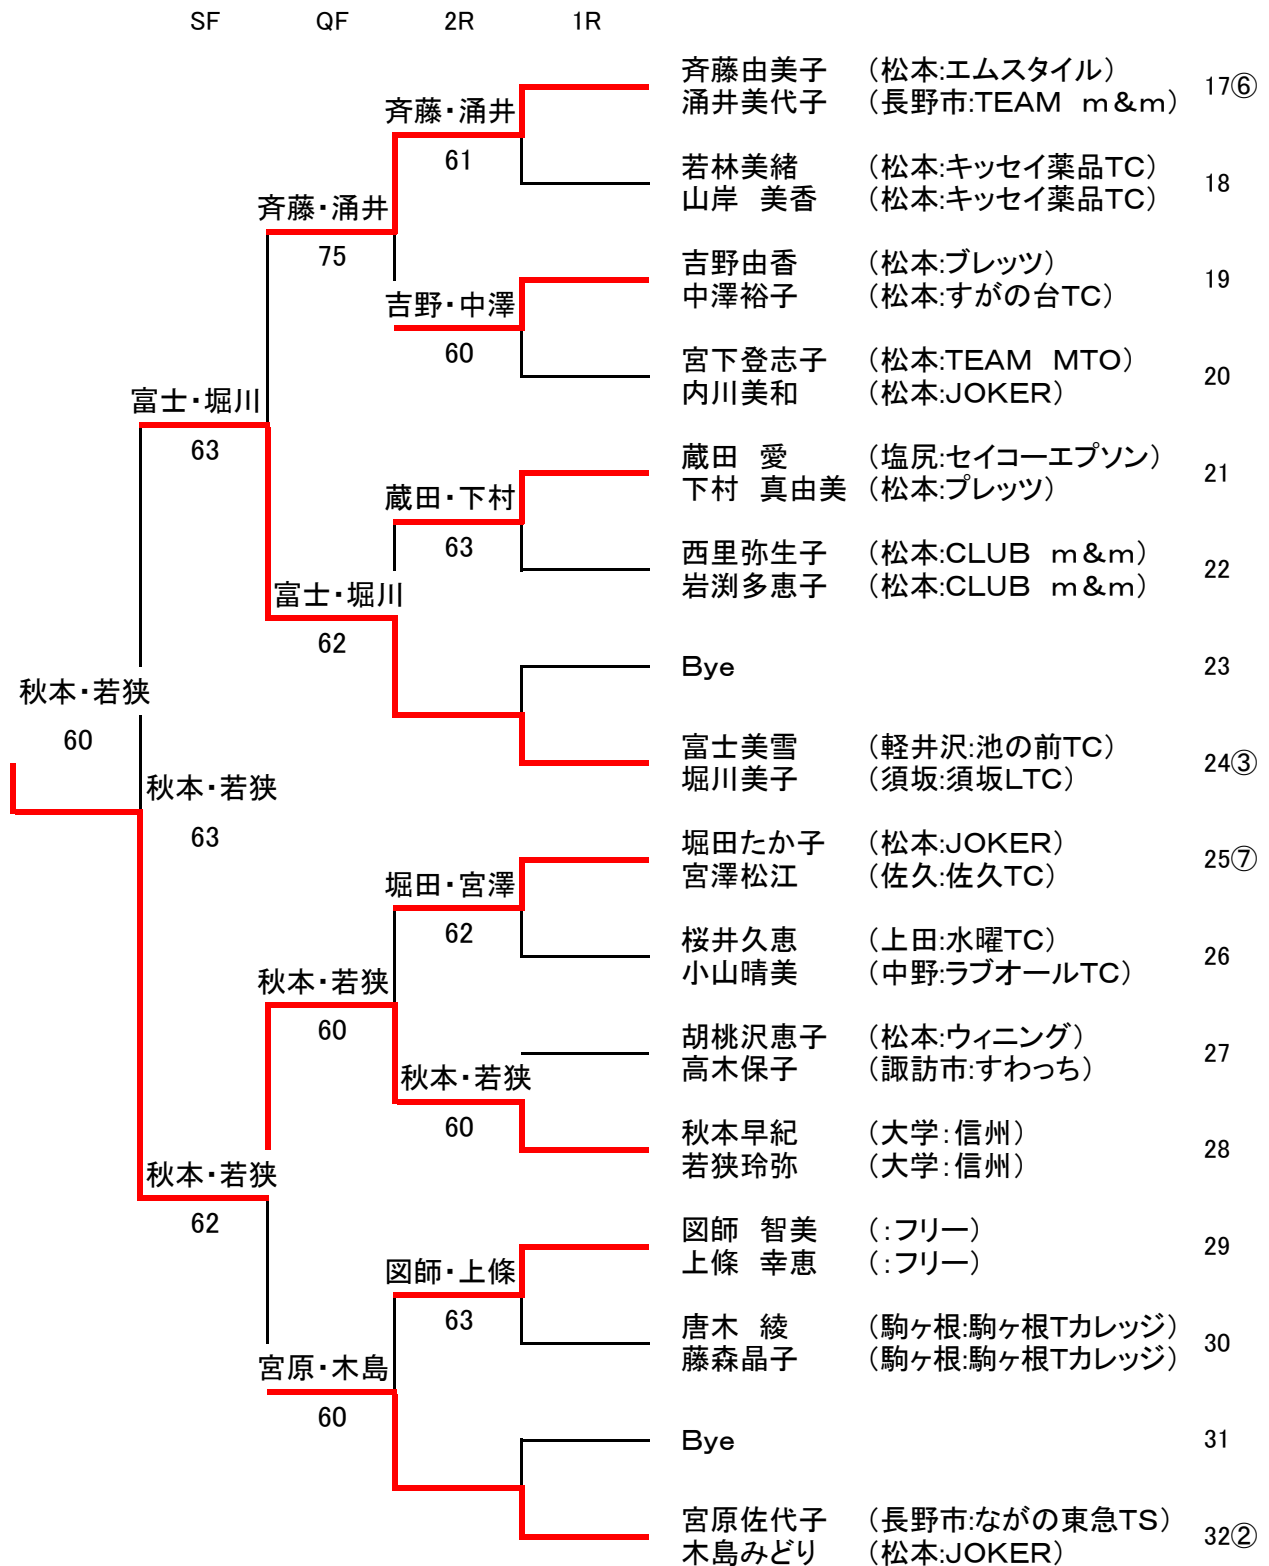 SF QF 2R 1R
斉藤由美子 （松本:エムスタイル）
17⑥
涌井美代子 （長野市:TEAM m&m）
斉藤・涌井
61
若林美緒 （松本:キッセイ薬品TC）
18
山岸 美香 （松本:キッセイ薬品TC）
斉藤・涌井
75
吉野由香 （松本:ブレッツ）
19
中澤裕子 （松本:すがの台TC）
吉野・中澤
60
宮下登志子 （松本:TEAM MTO）
20
内川美和 （松本:JOKER）
富士・堀川
63
蔵田 愛 （塩尻:セイコーエプソン）
21
下村 真由美 （松本:プレッツ）
蔵田・下村
63
西里弥生子 （松本:CLUB m&m）
22
岩渕多恵子 （松本:CLUB m&m）
富士・堀川
62
Bye 23
秋本・若狭
60
富士美雪 （軽井沢:池の前TC）
24③
堀川美子 （須坂:須坂LTC）
秋本・若狭
63
堀田たか子 （松本:JOKER）
25⑦
宮澤松江 （佐久:佐久TC）
堀田・宮澤
62
桜井久恵 （上田:水曜TC）
26
小山晴美 （中野:ラブオールTC）
秋本・若狭
60
胡桃沢恵子 （松本:ウィニング）
27
高木保子 （諏訪市:すわっち）
秋本・若狭
60
秋本早紀 （大学:信州）
28
若狭玲弥 （大学:信州）
秋本・若狭
62
図師 智美 （:フリー）
29
上條 幸恵 （:フリー）
図師・上條
63
唐木 綾 （駒ヶ根:駒ヶ根Tカレッジ）
30
藤森晶子 （駒ヶ根:駒ヶ根Tカレッジ）
宮原・木島
60
Bye 31
宮原佐代子 （長野市:ながの東急TS）
32②
木島みどり （松本:JOKER）